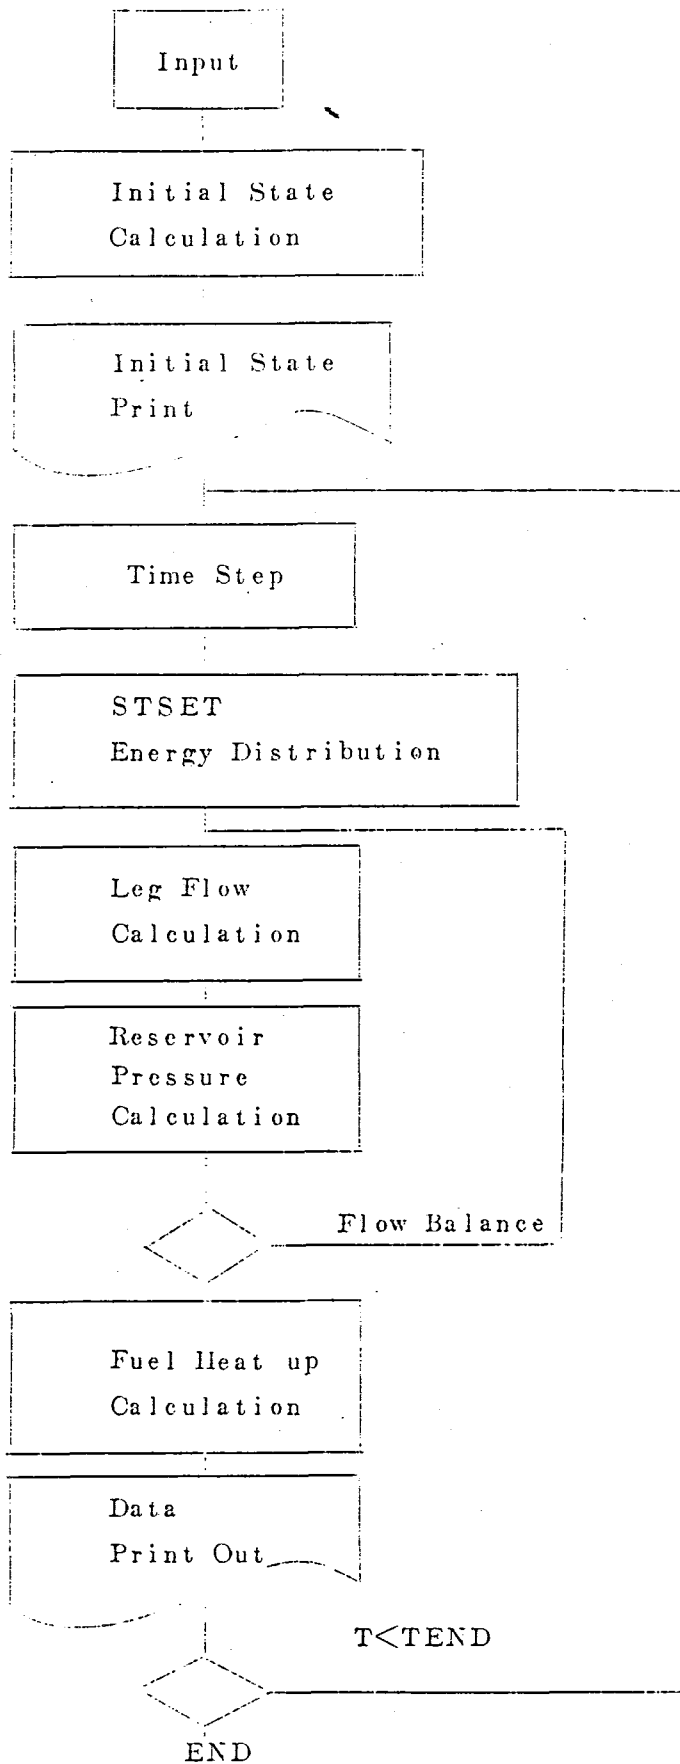 Input
Initial State
Calculation
Initial State
Print
Time Step
STSET
Energy Distribution
Leg Flow
Calculation
Reservoir
Pressure
Calculation
Flow Balance
Fuel Heat up
Calculation
Data
Print Out
T<TEND
END